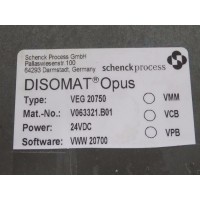 Schenck Process GmbH
Pallaswiesenstr. 100
64293 Darmstadt, Germany
schenckprocess
DISOMAT® Opus
Type: VEG 20750
Mat.-No.: V063321.B01
Power: 24VDC
Software: VWW 20700
VMM
VCB
VPB